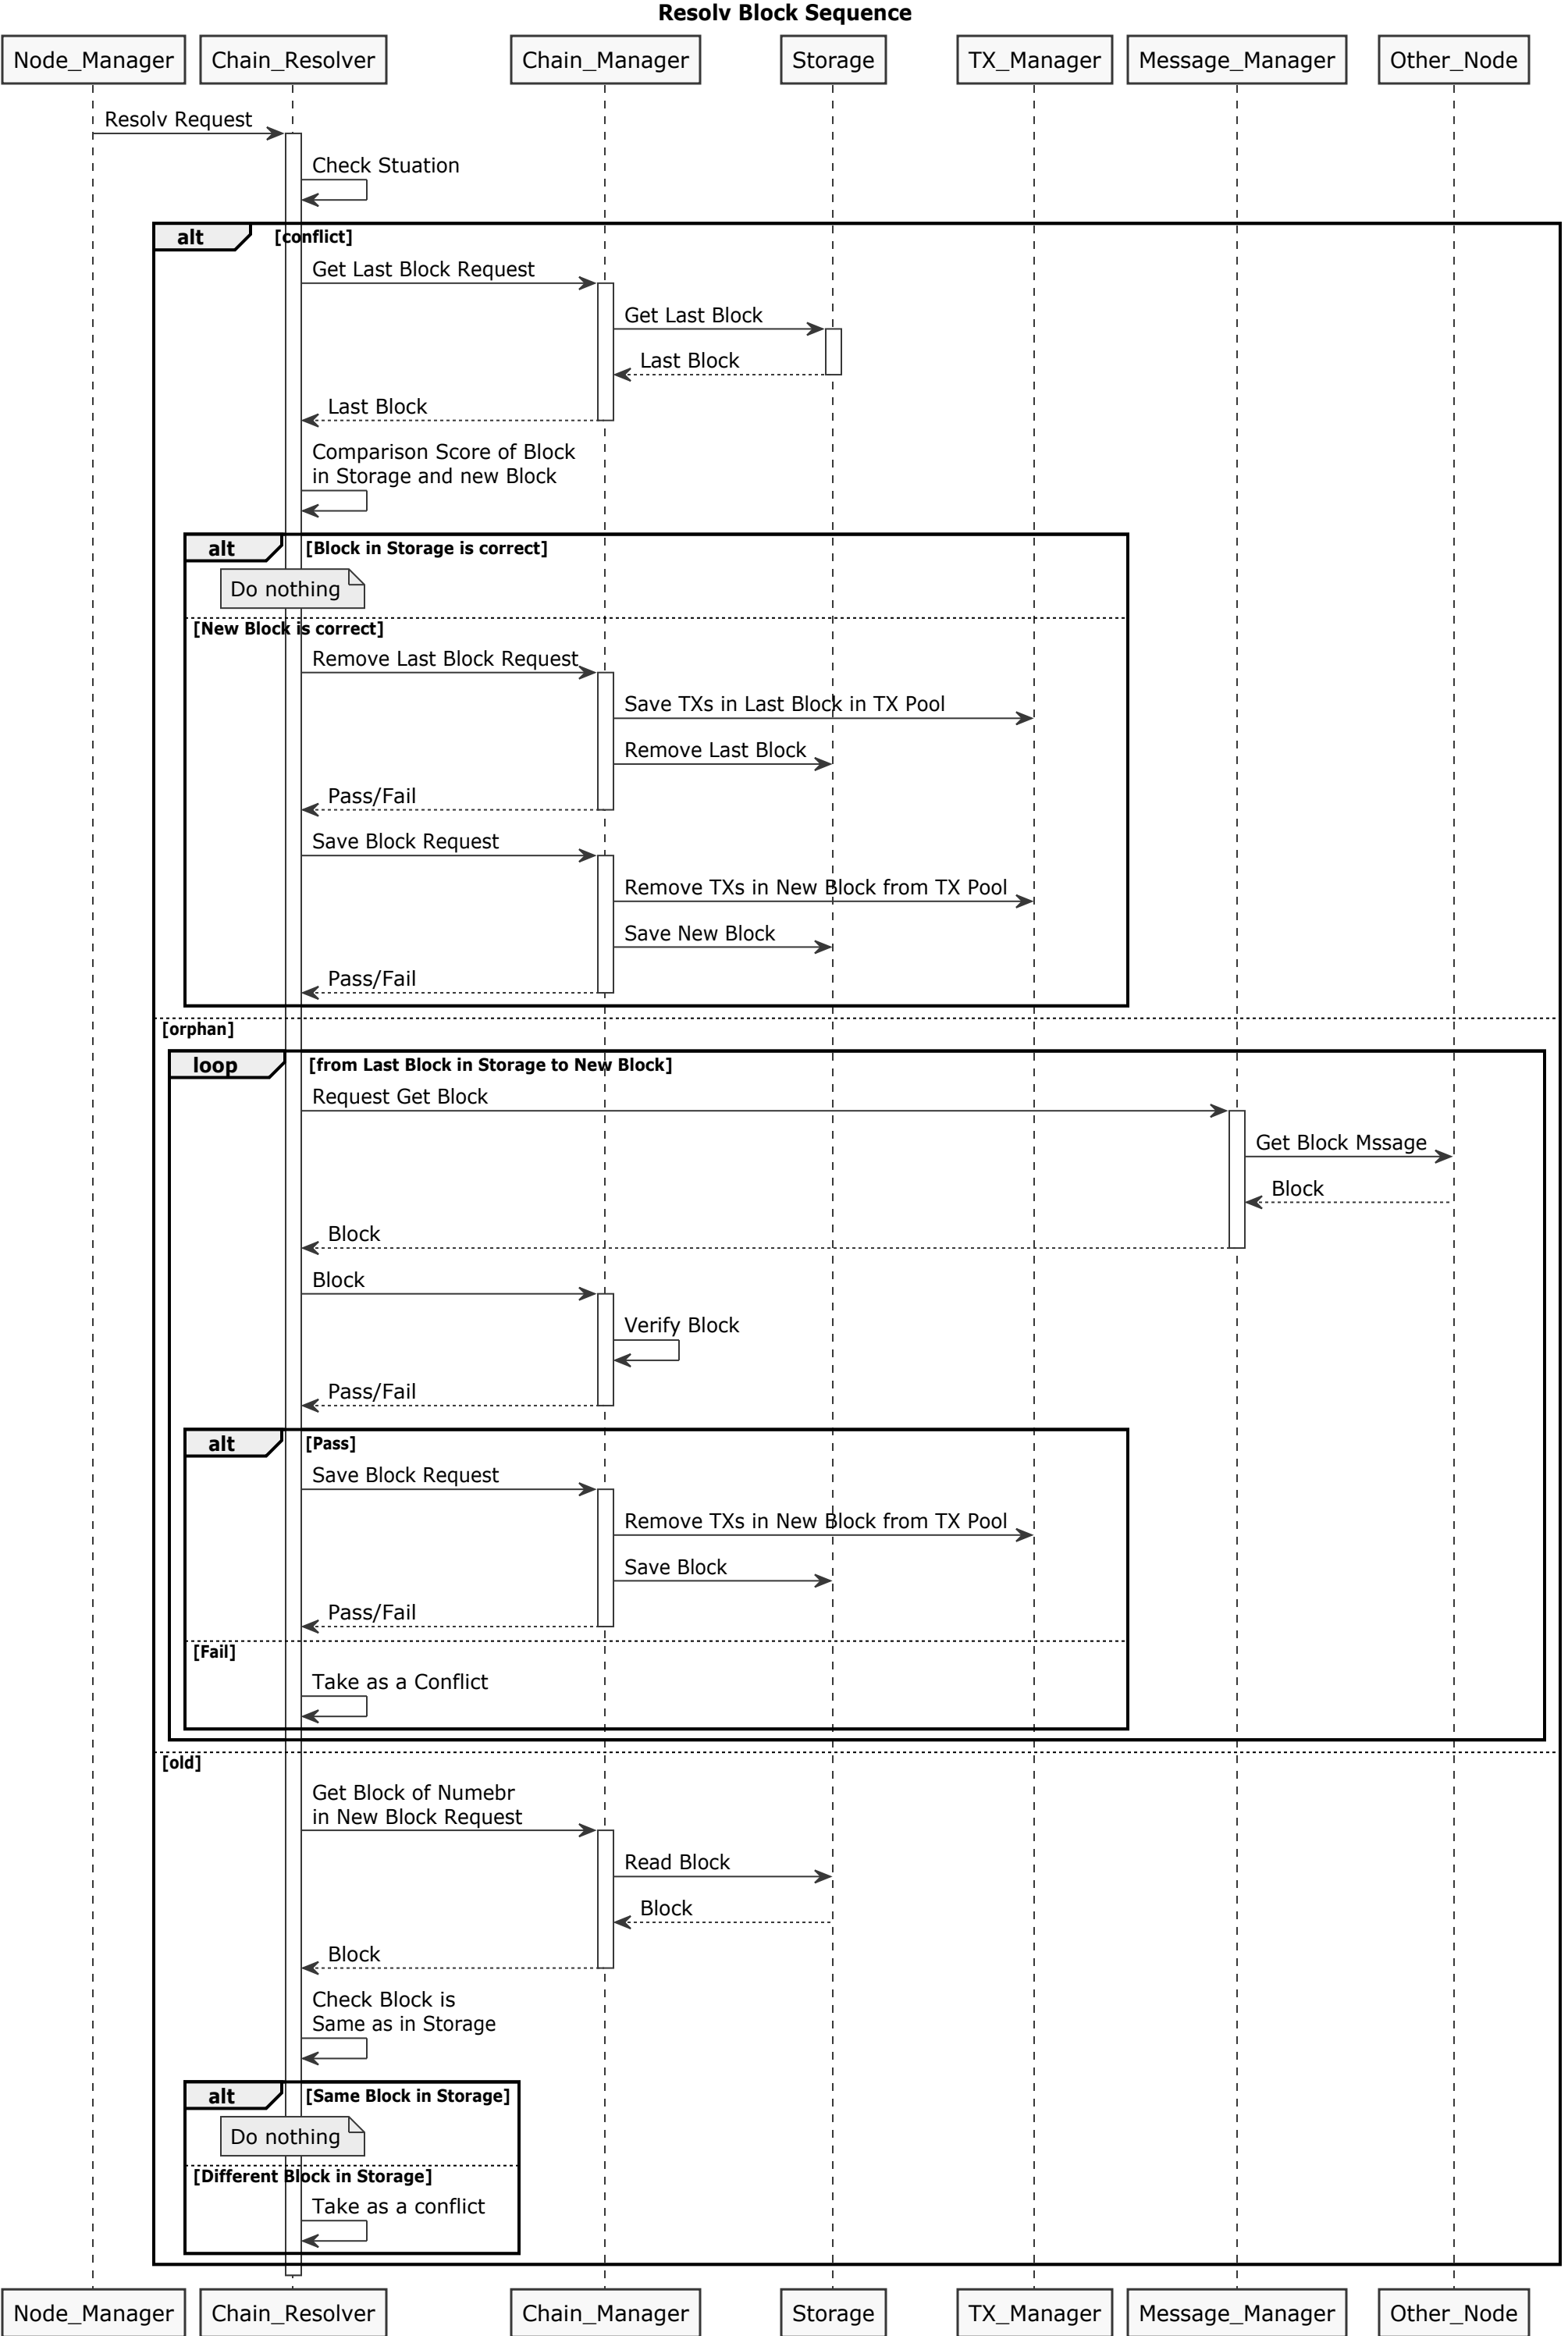 Resolv Block Sequence
Node_Manager
Chain_Resolver
Chain_Manager
Storage
TX_Manager
Message_Manager
Other_Node
Resolv Request
Check Stuation
alt
[conflict]
Get Last Block Request
Get Last Block
Last Block
Last Block
Comparison Score of Block
in Storage and new Block
alt
[Block in Storage is correct]
Do nothing
[New Block is correct]
Remove Last Block Request
Save TXs in Last Block in TX Pool
Remove Last Block
Pass/Fail
Save Block Request
Remove TXs in New Block from TX Pool
Save New Block
Pass/Fail
[orphan]
loop
[from Last Block in Storage to New Block]
Request Get Block
Get Block Mssage
Block
Block
Block
Verify Block
Pass/Fail
alt
[Pass]
Save Block Request
Remove TXs in New Block from TX Pool
Save Block
Pass/Fail
[Fail]
Take as a Conflict
[old]
Get Block of Numebr
in New Block Request
Read Block
Block
Block
Check Block is
Same as in Storage
alt
[Same Block in Storage]
Do nothing
[Different Block in Storage]
Take as a conflict
Node_Manager
Chain_Resolver
Chain_Manager
Storage
TX_Manager
Message_Manager
Other_Node